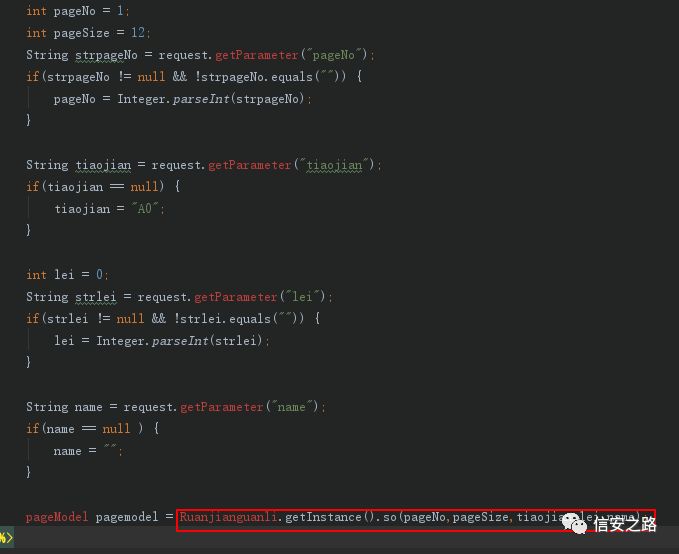 int pageNo = 1;
int pageSize = 12;
String strpageNo = request.getParameter("pageNo");
if(strpageNo != null && !strpageNo.equals("")) {
pageNo = Integer.parseInt(strpageNo);
}
String tiaojian = request.getParameter("tiaojian");
if(tiaojian == null) {
tiaojian = "A0";
}
int lei = 0;
String strlei = request.getParameter("lei");
if(strlei != null && !strlei.equals("")) {
lei = Integer.parseInt(strlei);
}
String name = request.getParameter("name");
if(name == null ) {
name = "";
}
pageModel pagemodel = Ruanjianguanli.getInstance().so(pageNo,pageSize,tiaojian,lei,name)
信安之路
%>